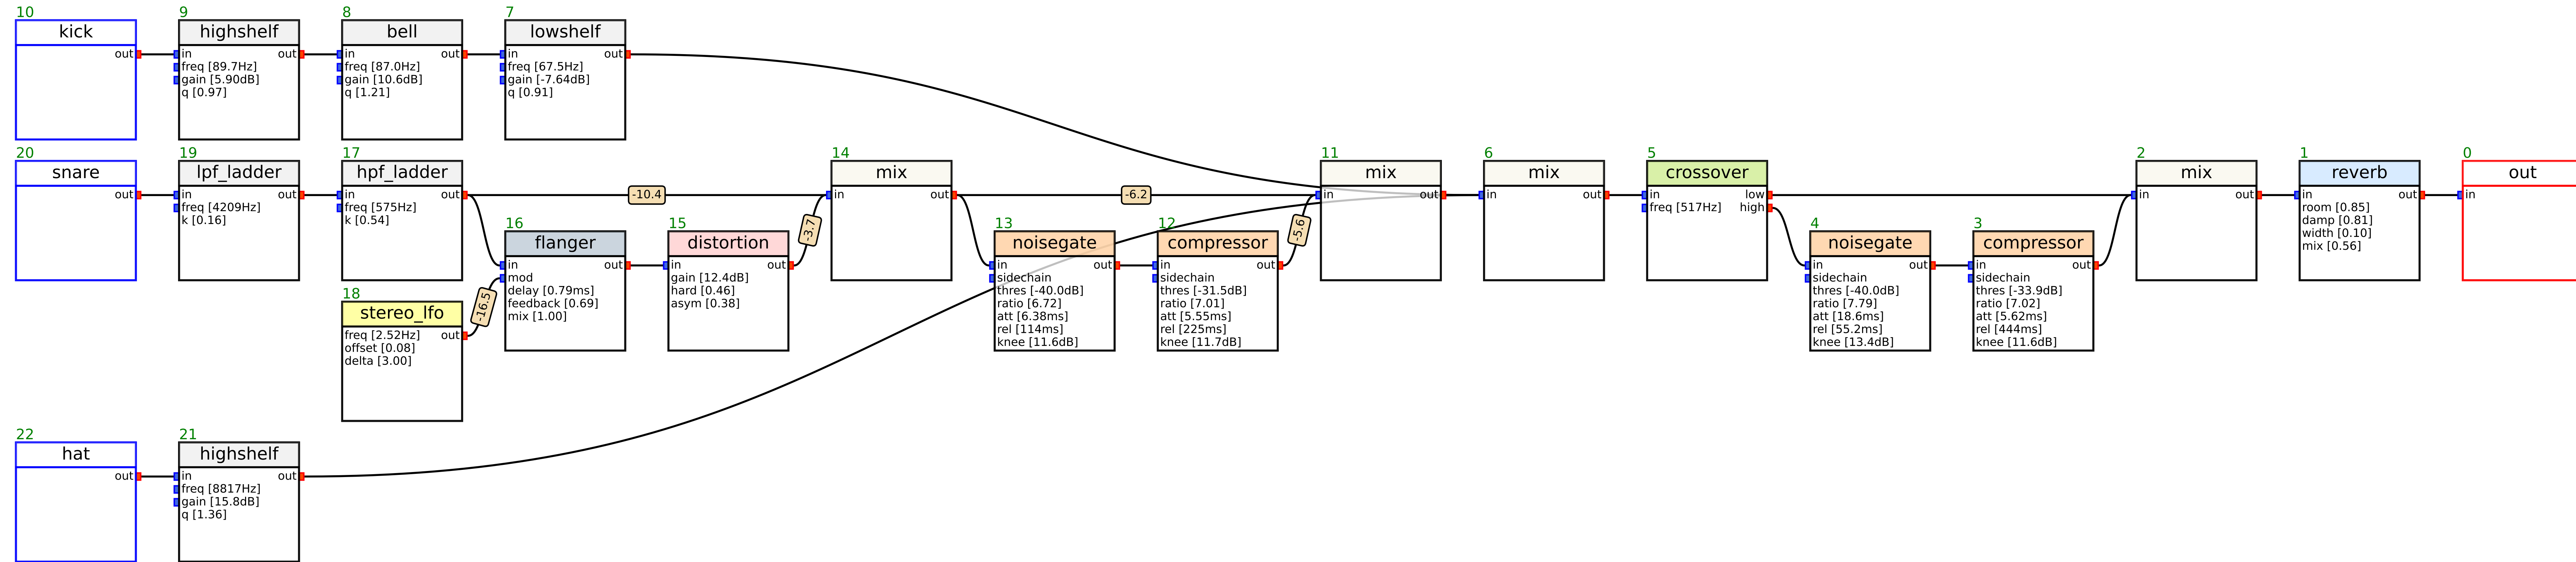 10
kick
out
9
highshelf
in out
freq [89.7Hz]
gain [5.90dB]
q [0.97]
8
bell
in out
freq [87.0Hz]
gain [10.6dB]
q [1.21]
7
lowshelf
in out
freq [67.5Hz]
gain [-7.64dB]
q [0.91]
20
snare
out
19
lpf_ladder
in out
freq [4209Hz]
k [0.16]
17
hpf_ladder
in out
freq [575Hz]
k [0.54]
-10.4
16
flanger
in out
mod
delay [0.79ms]
feedback [0.69]
mix [1.00]
15
distortion
in out
gain [12.4dB]
hard [0.46]
asym [0.38]
-3.7
18
stereo_lfo
freq [2.52Hz] out
offset [0.08]
delta [3.00]
-16.5
14
mix
in out
-6.2
13
noisegate
in out
sidechain
thres [-40.0dB]
ratio [6.72]
att [6.38ms]
rel [114ms]
knee [11.6dB]
12
compressor
in out
sidechain
thres [-31.5dB]
ratio [7.01]
att [5.55ms]
rel [225ms]
knee [11.7dB]
-5.6
11
mix
in out
6
mix
in out
5
crossover
in low
freq [517Hz] high
4
noisegate
in out
sidechain
thres [-40.0dB]
ratio [7.79]
att [18.6ms]
rel [55.2ms]
knee [13.4dB]
3
compressor
in out
sidechain
thres [-33.9dB]
ratio [7.02]
att [5.62ms]
rel [444ms]
knee [11.6dB]
2
mix
in out
1
reverb
in out
room [0.85]
damp [0.81]
width [0.10]
mix [0.56]
0
out
in
22
hat
out
21
highshelf
in out
freq [8817Hz]
gain [15.8dB]
q [1.36]